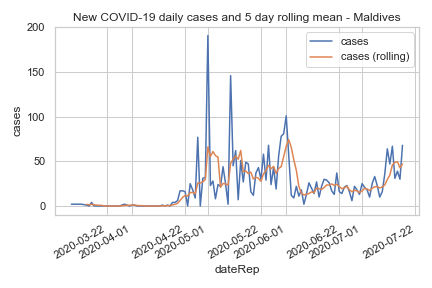 New COVID-19 daily cases and 5 day rolling mean - Maldives
cases
cases (rolling)
cases
200
150
100
50
0
2020-03-22
2020-04-01
2020-04-22
2020-05-01
2020-05-22
2020-06-01
2020-06-22
2020-07-01
2020-07-22
dateRep